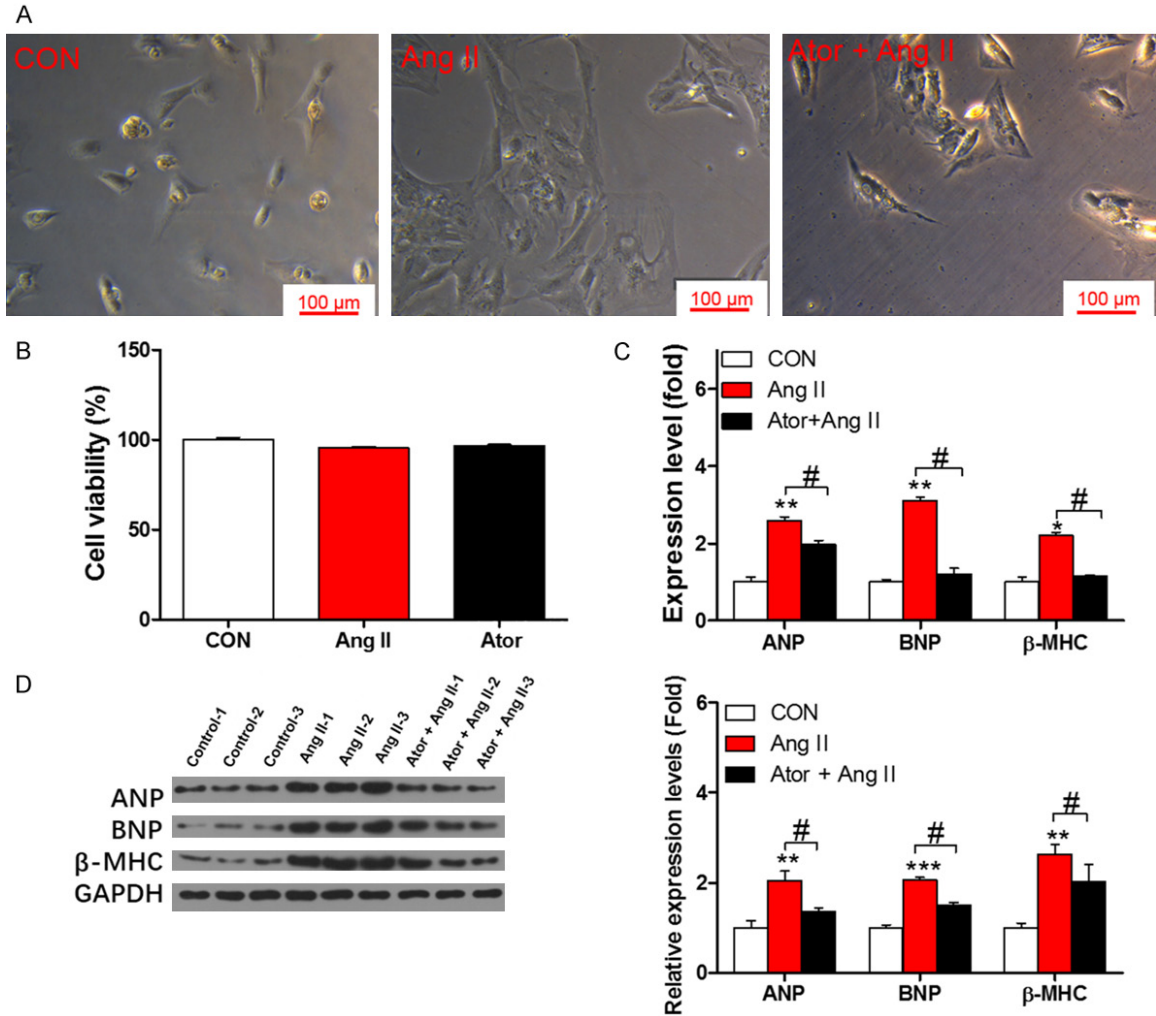 A
CON
Ang II
Ator + Ang II
100 µm
100 µm
100 µm
B
Cell viability (%)
150
100
50
0
CON
Ang II
Ator
C
Expression level (fold)
6
4
2
0
CON
Ang II
Ator+Ang II
**
#
**
#
*
#
ANP
BNP
β-MHC
D
Control-1
Control-2
Control-3
Ang II-1
Ang II-2
Ang II-3
Ator + Ang II-1
Ator + Ang II-2
Ator + Ang II-3
ANP
BNP
β-MHC
GAPDH
Relative expression levels (Fold)
6
4
2
0
CON
Ang II
Ator + Ang II
**
#
***
#
**
#
ANP
BNP
β-MHC